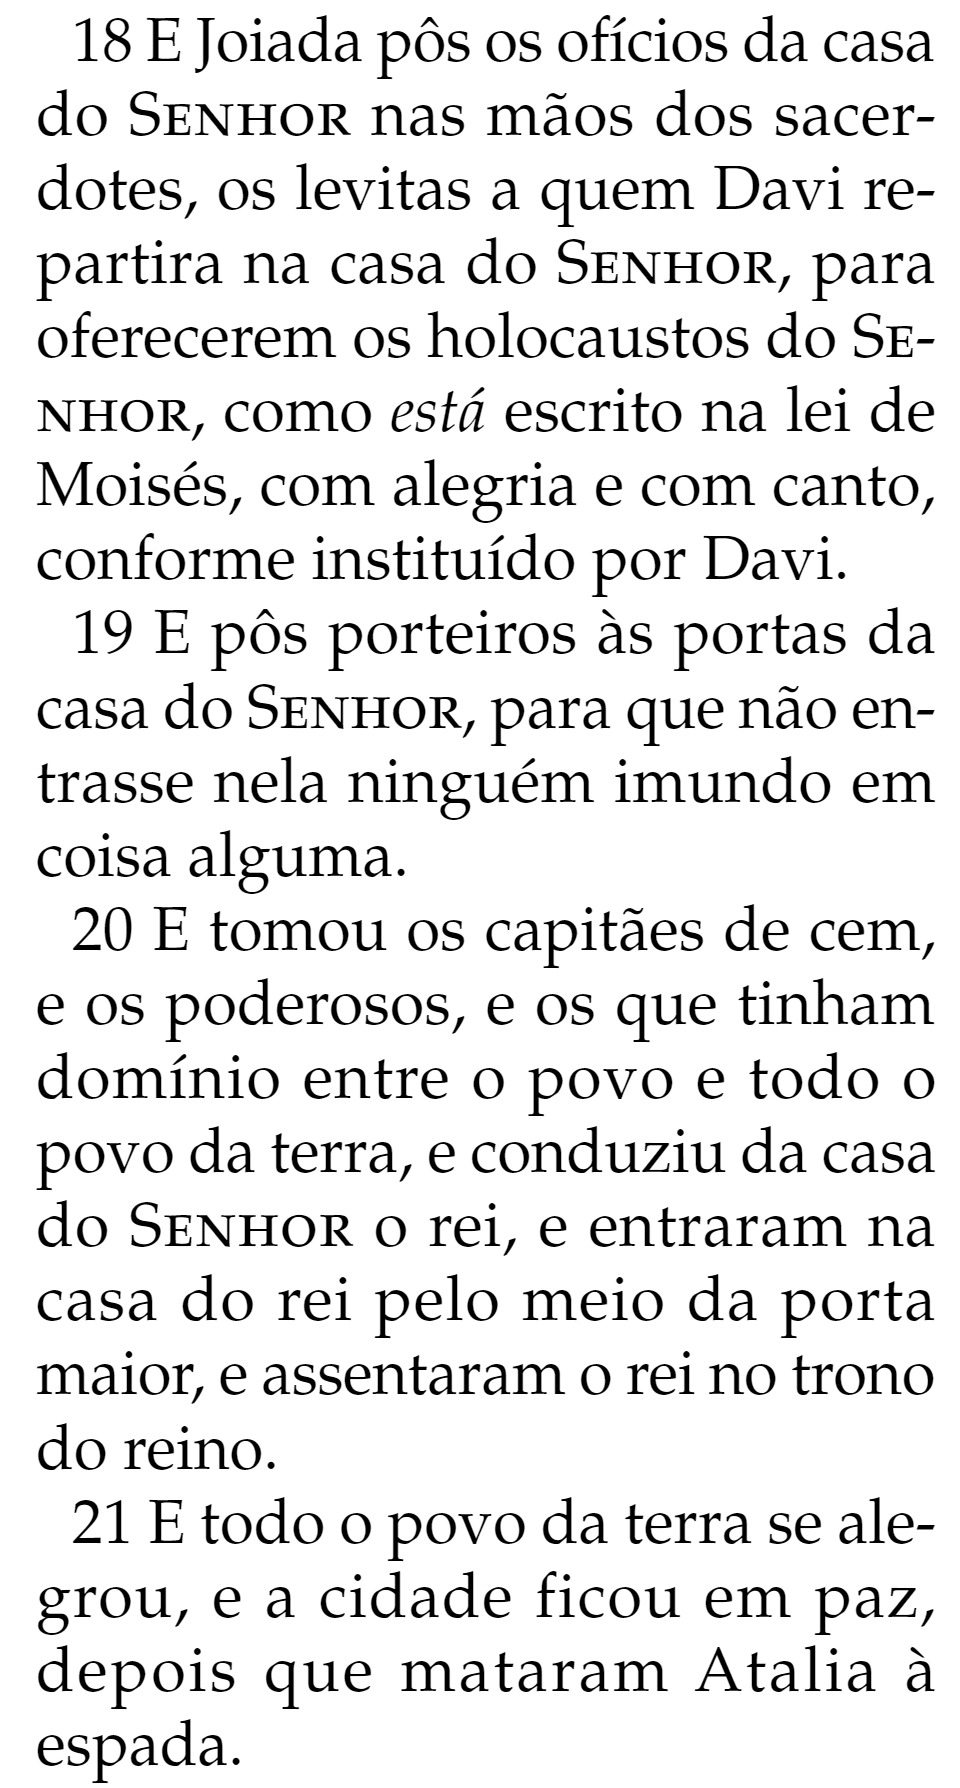 18 E Joiada pôs os ofícios da casa
do SENHOR nas mãos dos sacer-
dotes, os levitas a quem Davi re-
partira na casa do SENHOR, para
oferecerem os holocaustos do SE-
NHOR, como está escrito na lei de
Moisés, com alegria e com canto,
conforme instituído por Davi.
19 E pôs porteiros às portas da
casa do SENHOR, para que não en-
trasse nela ninguém imundo em
coisa alguma.
20 E tomou os capitães de cem,
e os poderosos, e os que tinham
domínio entre o povo e todo o
povo da terra, e conduziu da casa
do SENHOR o rei, e entraram na
casa do rei pelo meio da porta
maior, e assentaram o rei no trono
do reino.
21 E todo o povo da terra se ale-
grou, e a cidade ficou em paz,
depois que mataram Atalia à
espada.